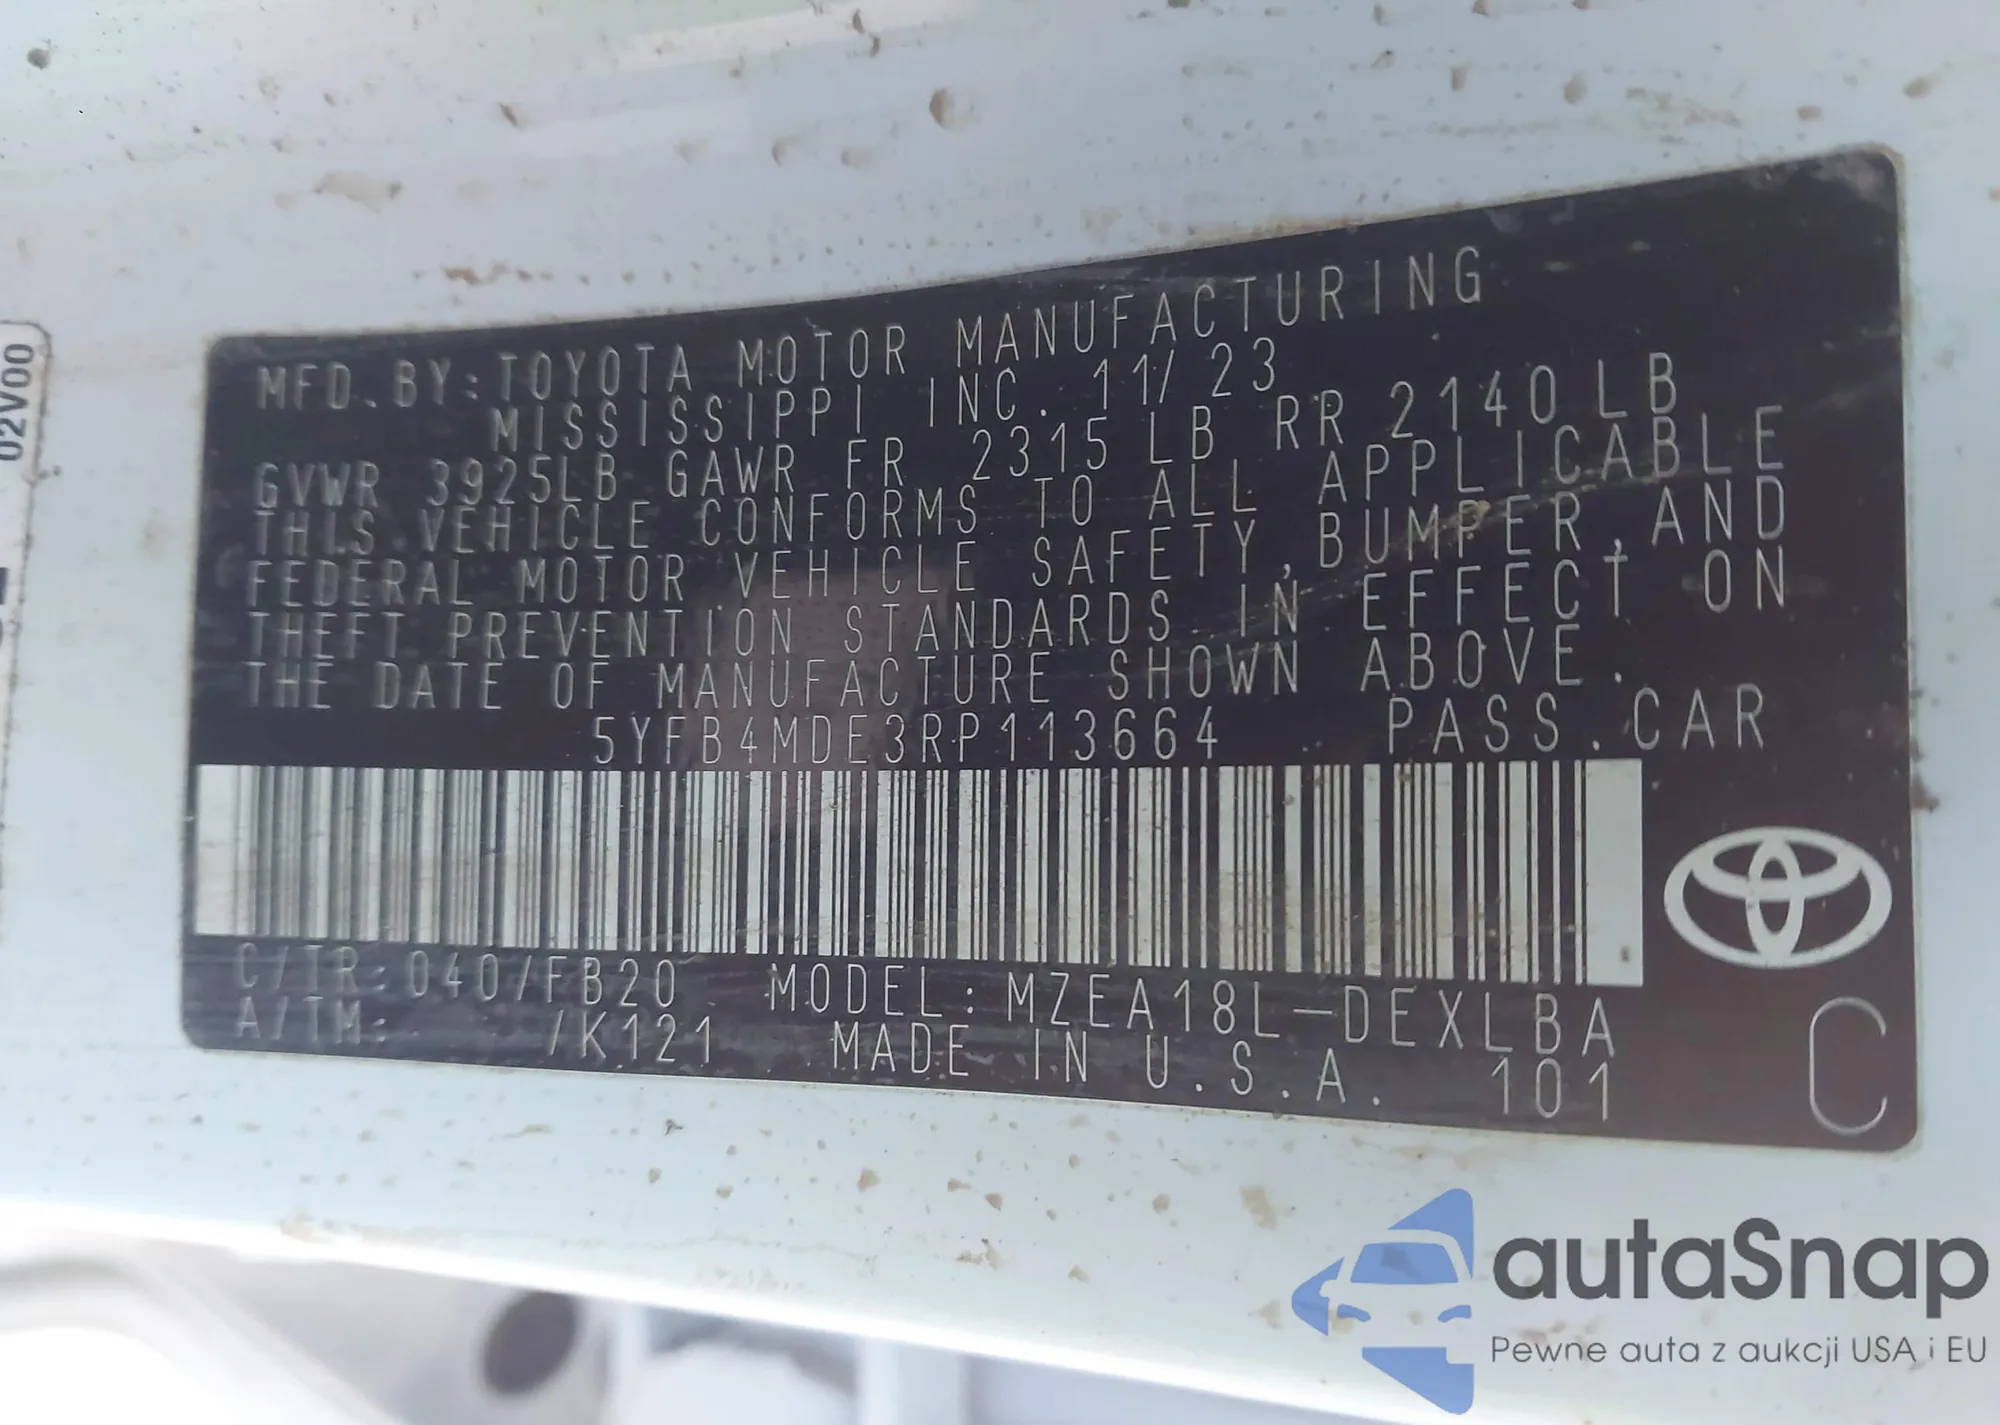 02V00
MFD. BY: TOYOTA MOTOR MANUFACTURING
MISSISSIPPI INC. 11/23
GVWR 3925LB GAWR FR 2315 LB RR 2140LB
THIS VEHICLE CONFORMS TO ALL APPLICABLE
FEDERAL MOTOR VEHICLE SAFETY, BUMPER, AND
THEFT PREVENTION STANDARDS IN EFFECT ON
THE DATE OF MANUFACTURE SHOWN ABOVE.
5YFB4MDE3RP113664 PASS. CAR
C/TR: 040/FB20 MODEL: MZEA18L-DEXLBA
A/TM: /K121 MADE IN U.S.A. 101
C
autaSnap
Pewne auta z aukcji USA i EU